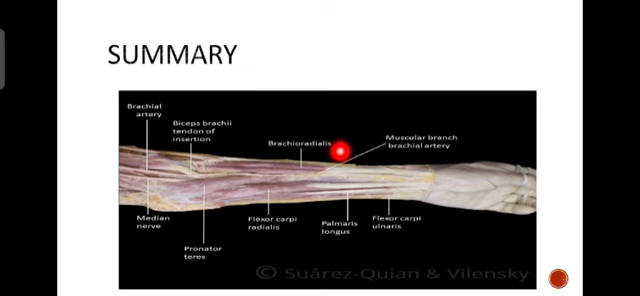 SUMMARY
Brachial
artery
Biceps brachii
tendon of
insertion
Brachioradialis
Muscular branch
brachial artery
Median
nerve
Pronator
teres
Flexor carpi
radialis
Palmaris
longus
Flexor carpi
ulnaris
© Suárez-Quian & Vilensky